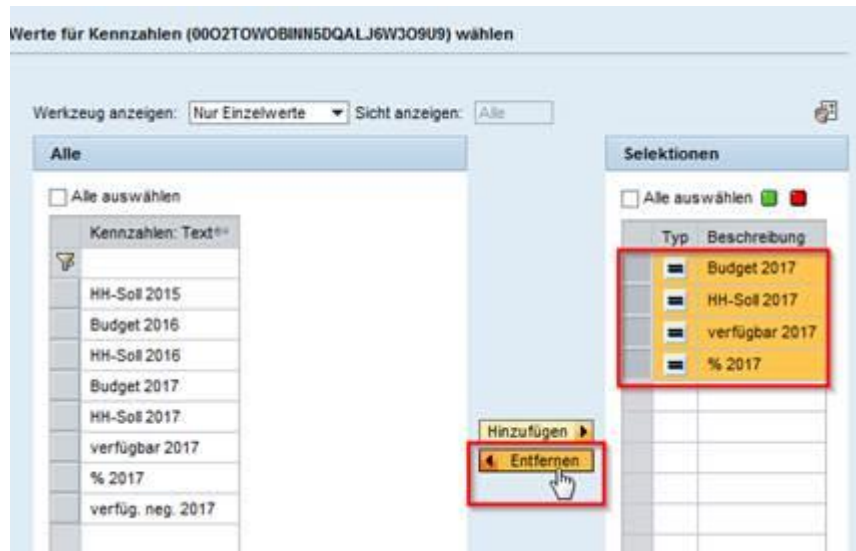 Werte für Kennzahlen (00O2TOWOBINN5DQALJ6W3O9U9) wählen
Werkzeug anzeigen: Nur Einzelwerte Sicht anzeigen: Alle
Alle
Alle auswählen
Kennzahlen: Text
HH-Soll 2015
Budget 2016
HH-Soll 2016
Budget 2017
HH-Soll 2017
verfügbar 2017
% 2017
verfüg. neg. 2017
Hinzufügen
Entfernen
Selektionen
Alle auswählen
Typ Beschreibung
Budget 2017
HH-Soll 2017
verfügbar 2017
% 2017